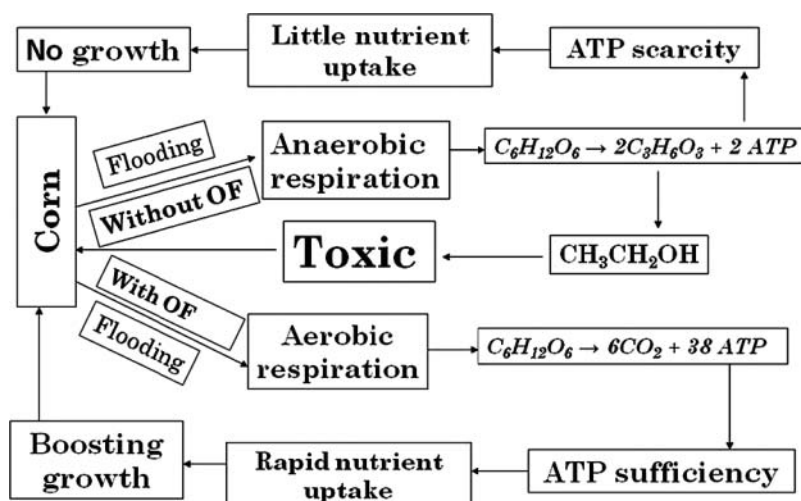 No growth
Little nutrient
uptake
ATP scarcity
Corn
Flooding
Without OF
Anaerobic
respiration
C₆H₁₂O₆ → 2C₃H₆O₃ + 2 ATP
Toxic
CH₃CH₂OH
With OF
Flooding
Aerobic
respiration
C₆H₁₂O₆ → 6CO₂ + 38 ATP
Boosting
growth
Rapid nutrient
uptake
ATP sufficiency